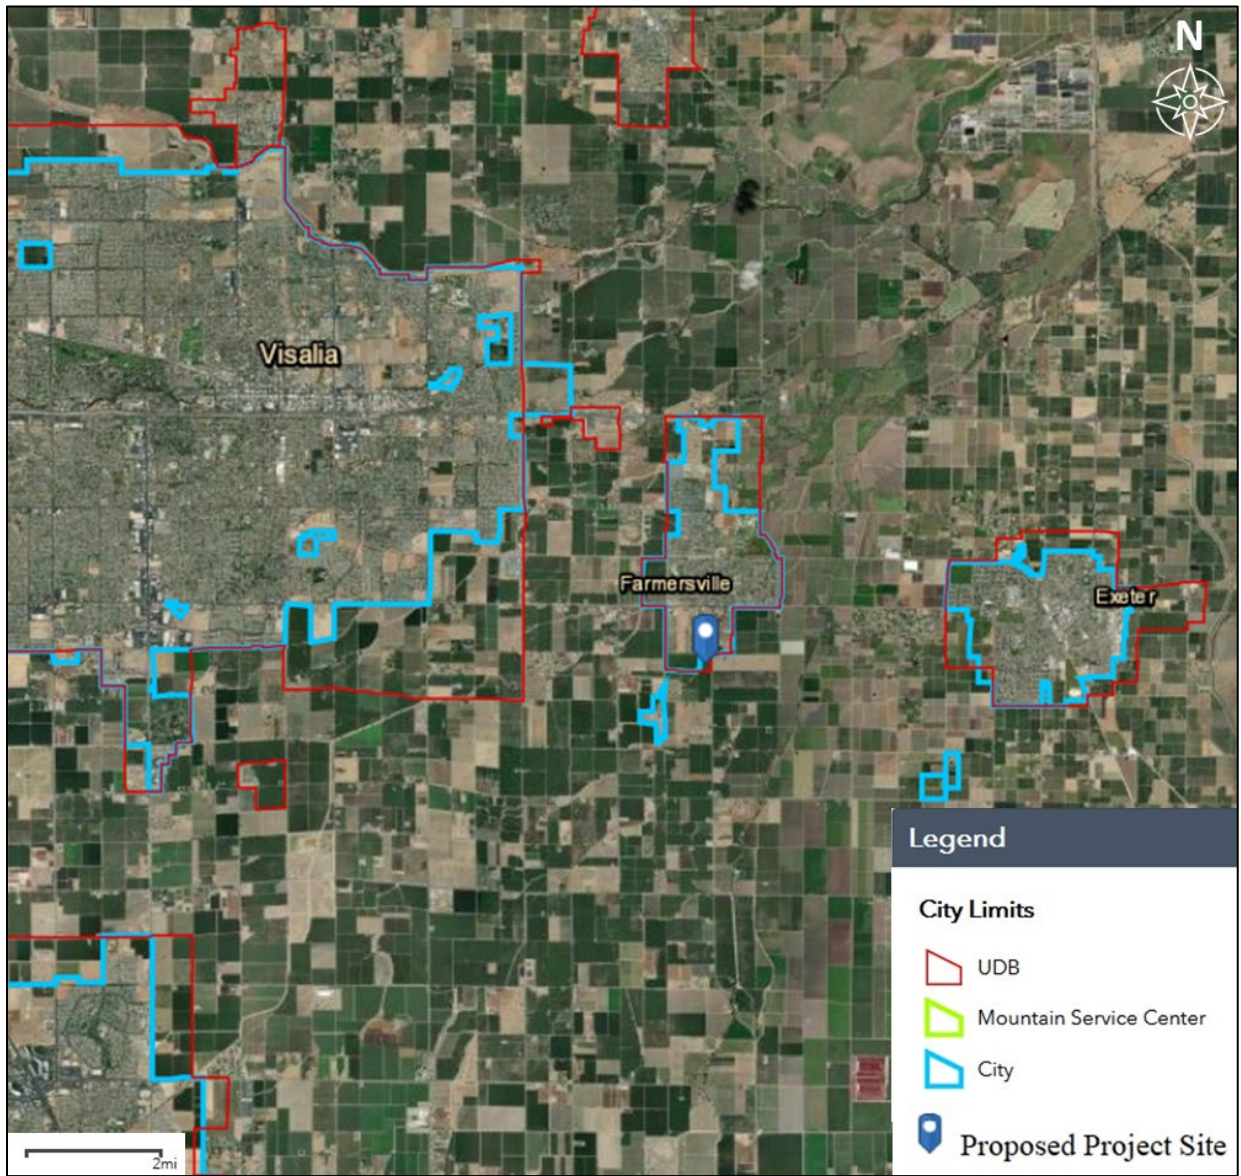 N
Visalia
Farmersville
Exeter
Legend
City Limits
UDB
Mountain Service Center
City
Proposed Project Site
2mi